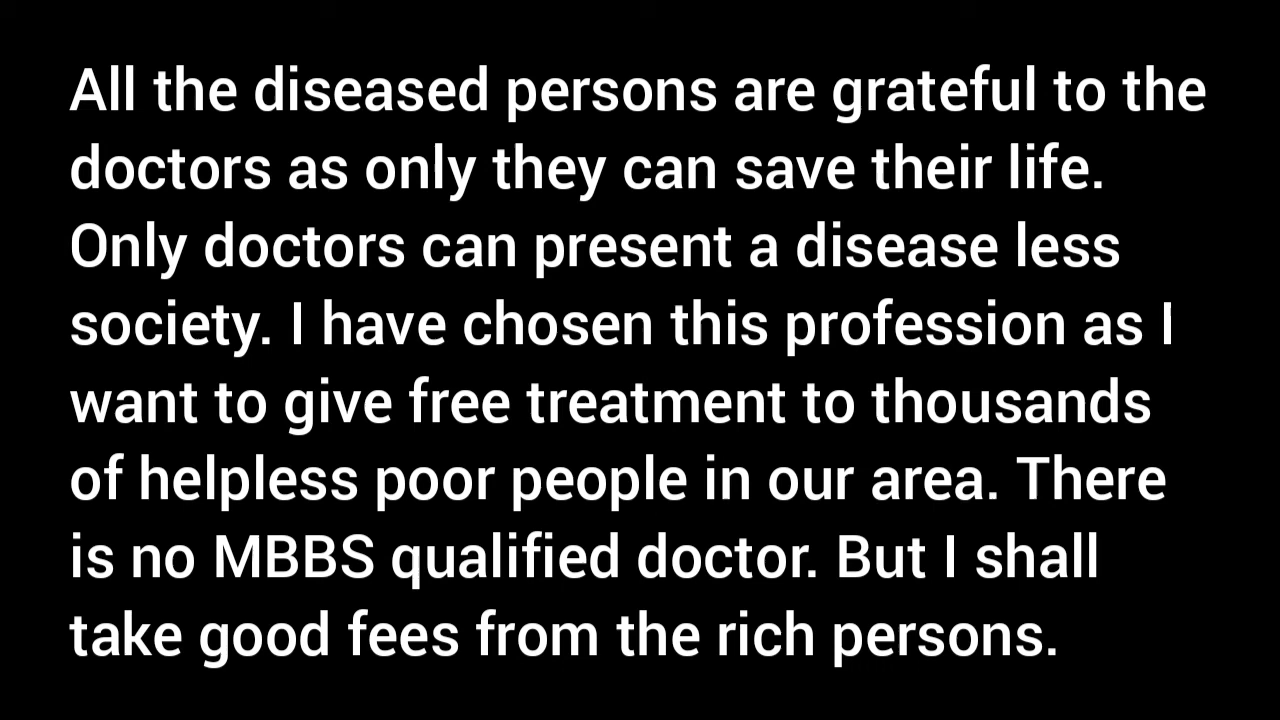 All the diseased persons are grateful to the
doctors as only they can save their life.
Only doctors can present a disease less
society. I have chosen this profession as I
want to give free treatment to thousands
of helpless poor people in our area. There
is no MBBS qualified doctor. But I shall
take good fees from the rich persons.